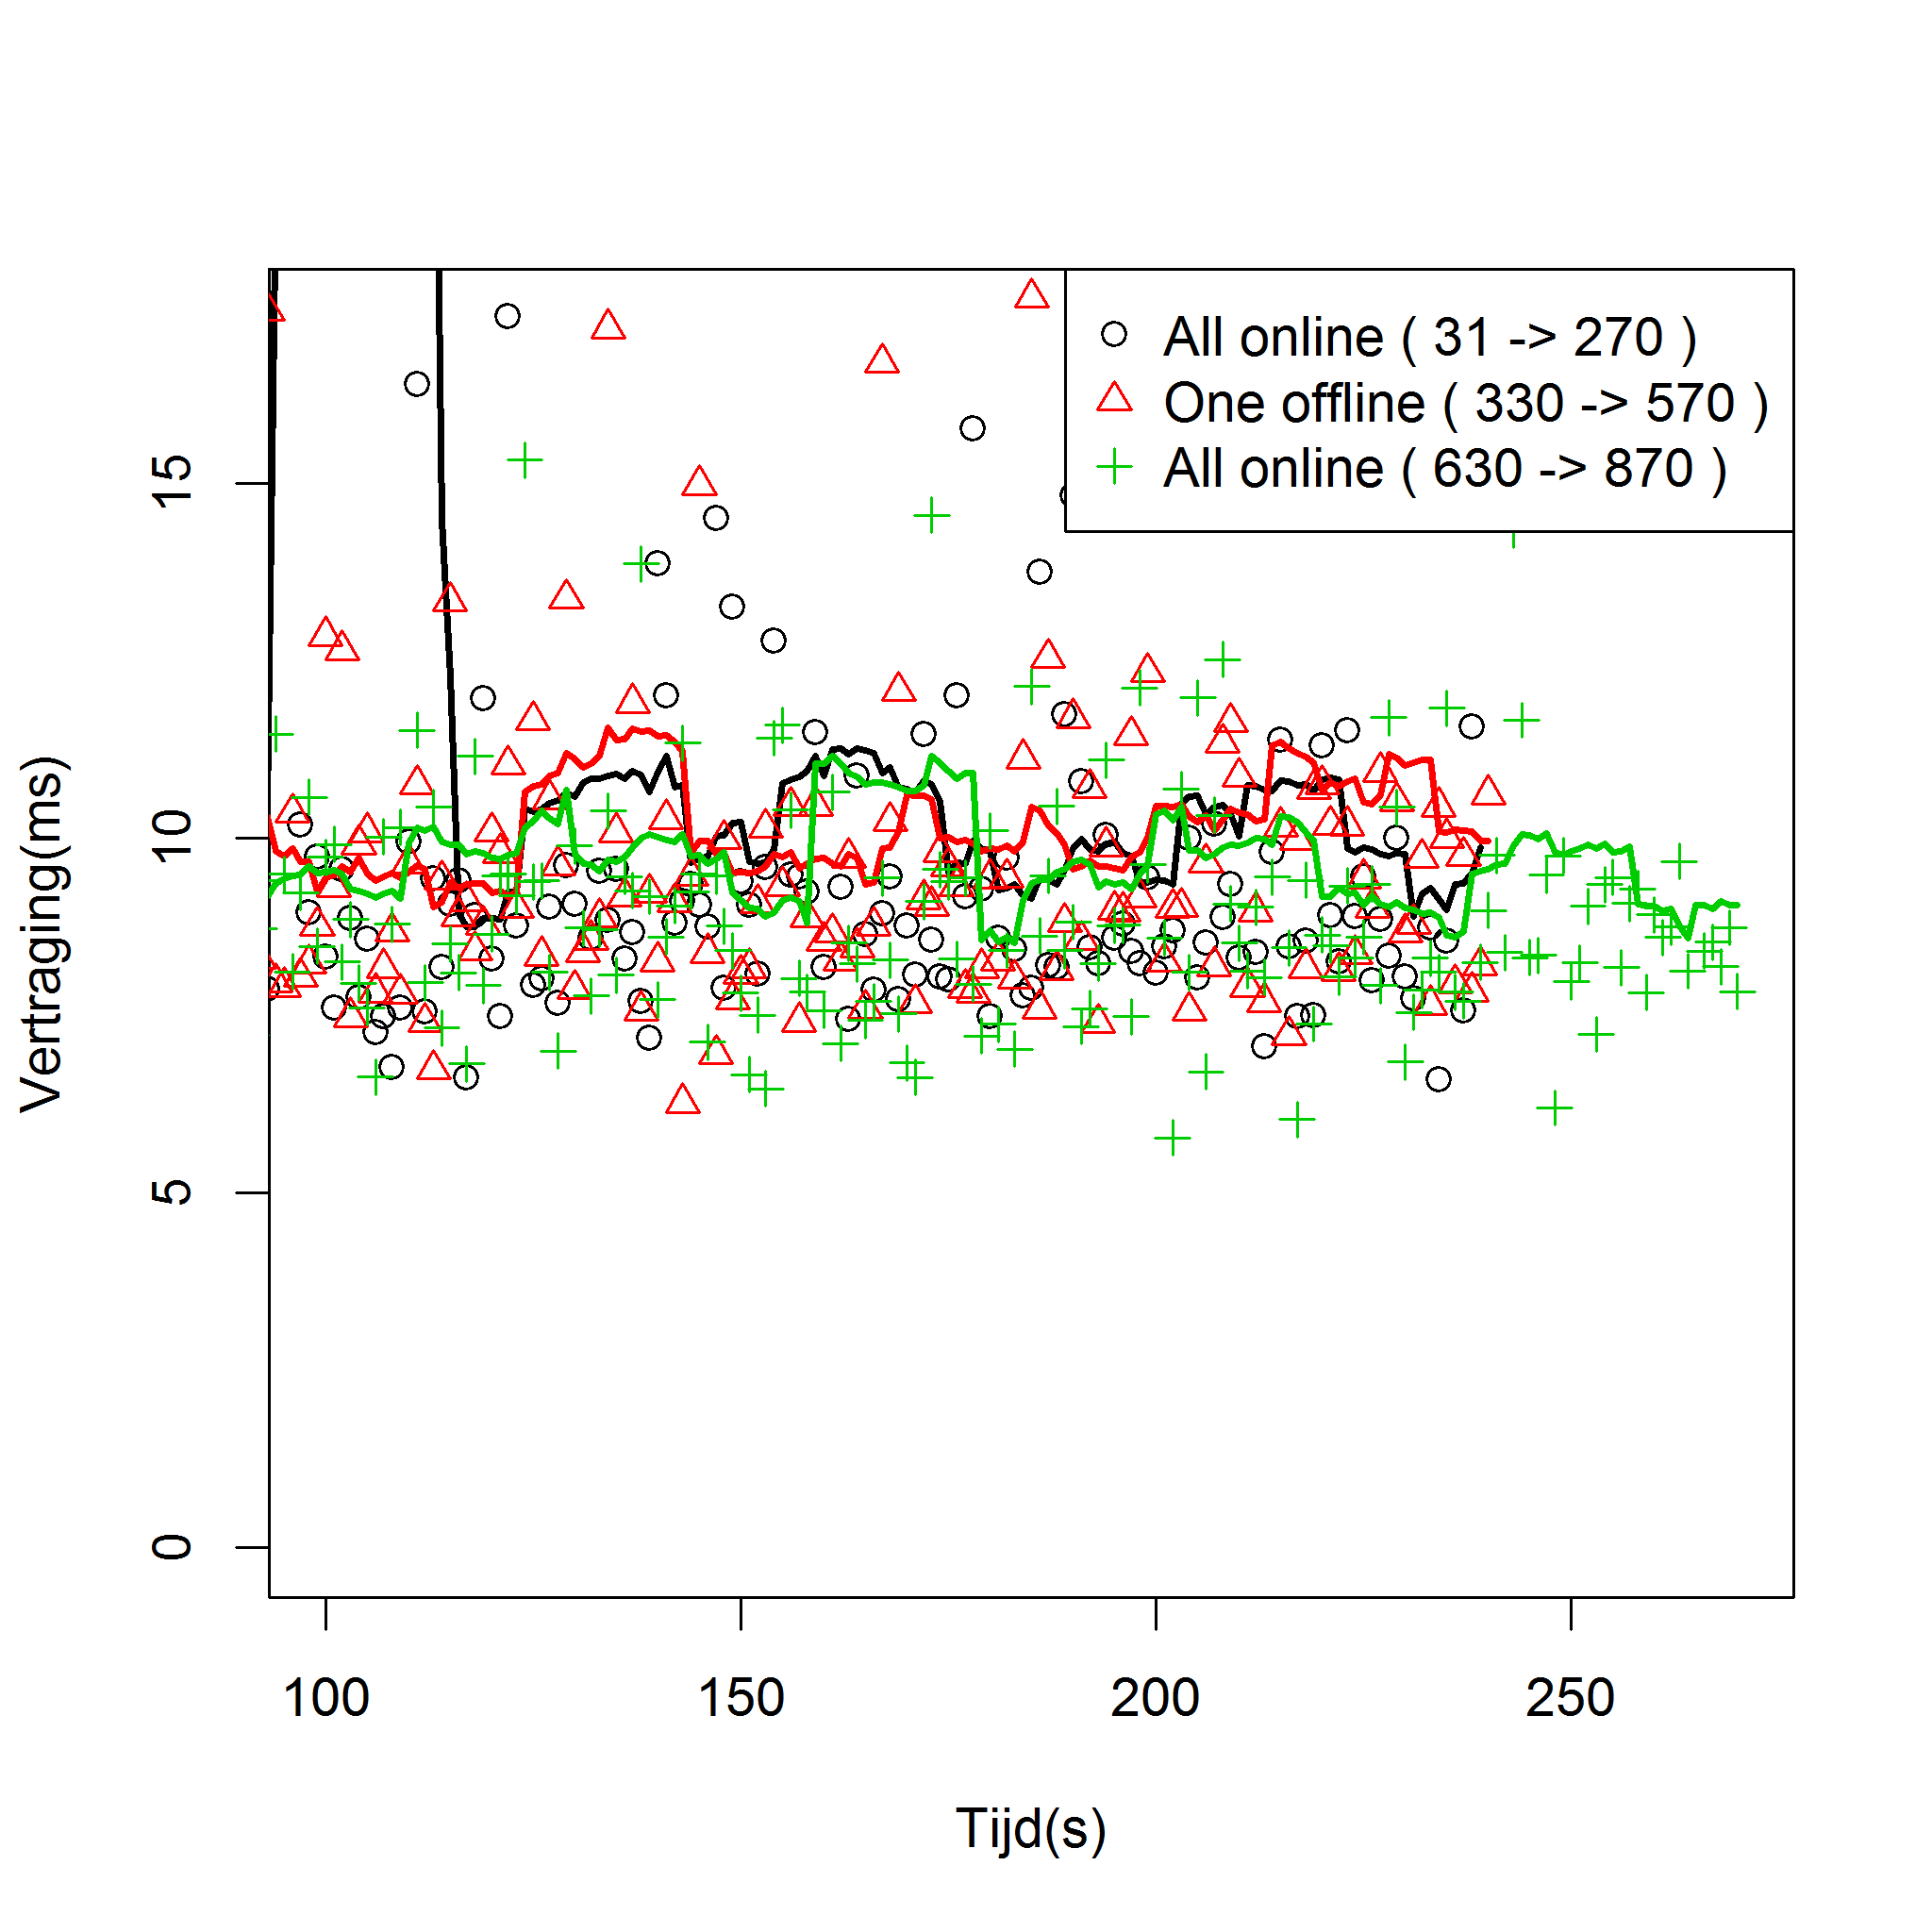 All online ( 31 -> 270 )
One offline ( 330 -> 570 )
All online ( 630 -> 870 )
Vertraging(ms)
15
10
5
0
100 150 200 250
Tijd(s)